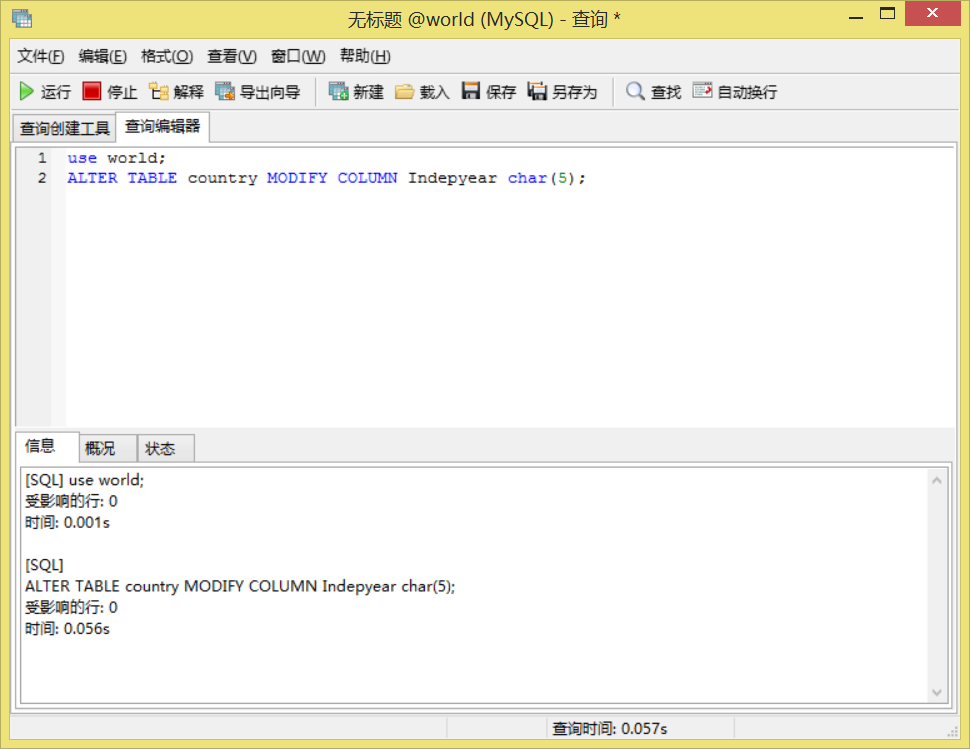 无标题 @world (MySQL) - 查询 *
文件(F) 编辑(E) 格式(O) 查看(V) 窗口(W) 帮助(H)
运行 停止 解释 导出向导 新建 载入 保存 另存为 查找 自动换行
查询创建工具 查询编辑器
1 use world;
2 ALTER TABLE country MODIFY COLUMN Indepyear char(5);
信息 概况 状态
[SQL] use world;
受影响的行: 0
时间: 0.001s
[SQL]
ALTER TABLE country MODIFY COLUMN Indepyear char(5);
受影响的行: 0
时间: 0.056s
查询时间: 0.057s